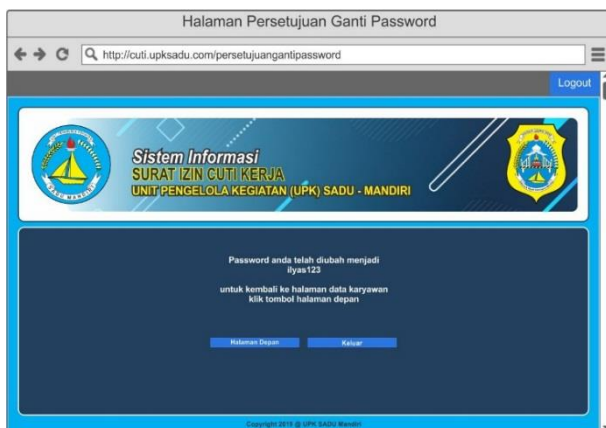 Halaman Persetujuan Ganti Password
http://cuti.upksadu.com/persetujuangantipassword
Logout
Sistem Informasi
SURAT IZIN CUTI KERJA
UNIT PENGELOLA KEGIATAN (UPK) SADU - MANDIRI
SADU MANDIRI
Password anda telah diubah menjadi
ilyas123
untuk kembali ke halaman data karyawan
klik tombol halaman depan
Halaman Depan
Keluar
Copyright 2019 @ UPK SADU Mandiri